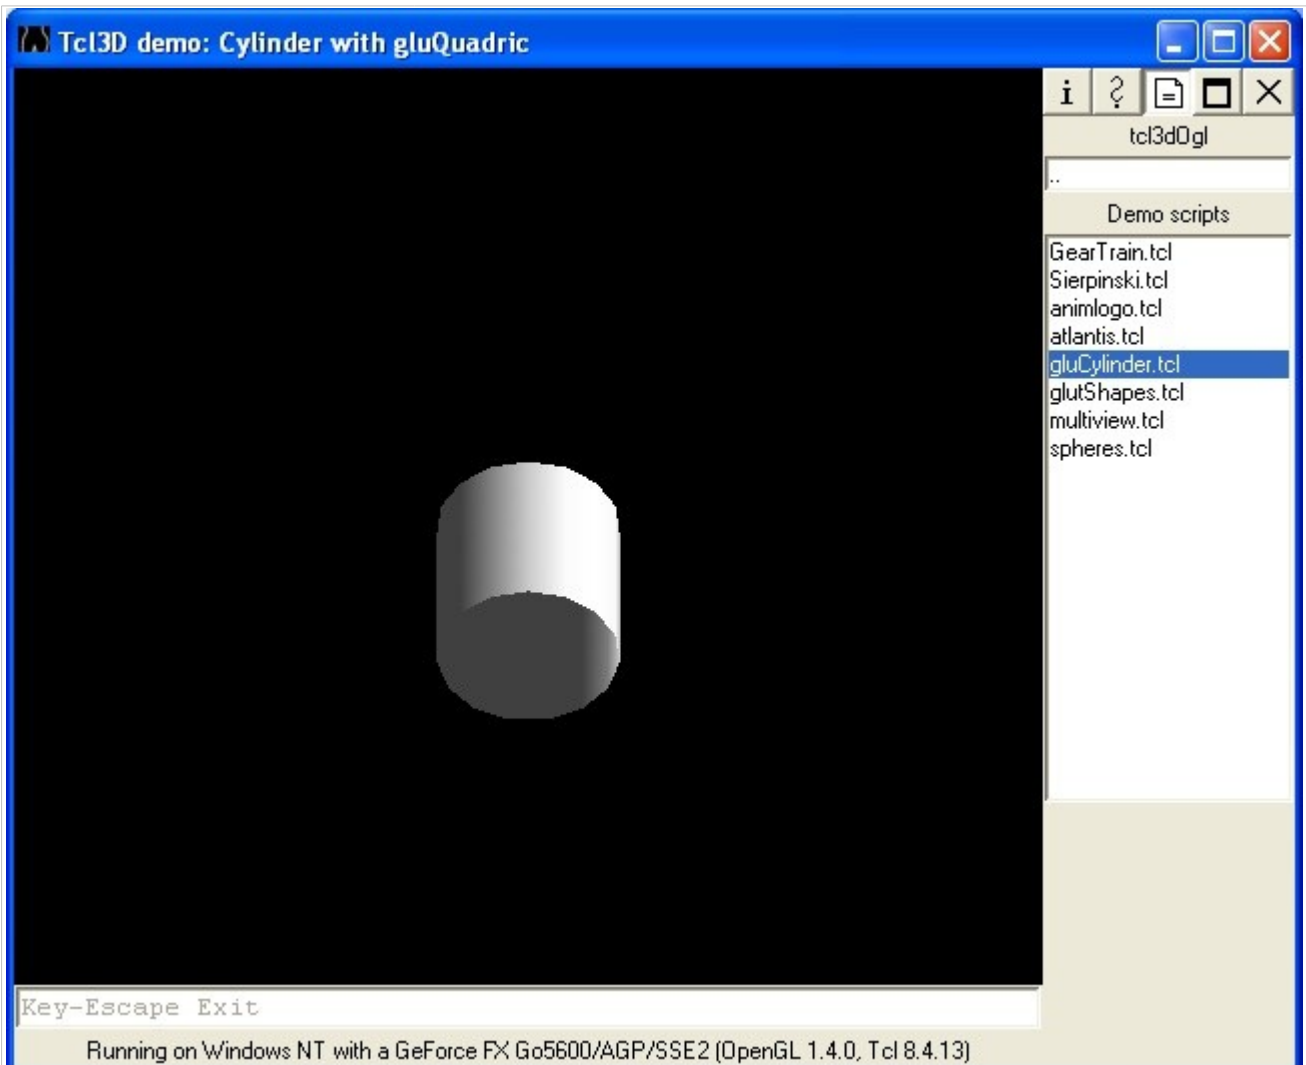 Tcl3D demo: Cylinder with gluQuadric
i ?
tcl3dOgl
..
Demo scripts
GearTrain.tcl
Sierpinski.tcl
animlogo.tcl
atlantis.tcl
gluCylinder.tcl
glutShapes.tcl
multiview.tcl
spheres.tcl
Key-Escape Exit
Running on Windows NT with a GeForce FX Go5600/AGP/SSE2 (OpenGL 1.4.0, Tcl 8.4.13)